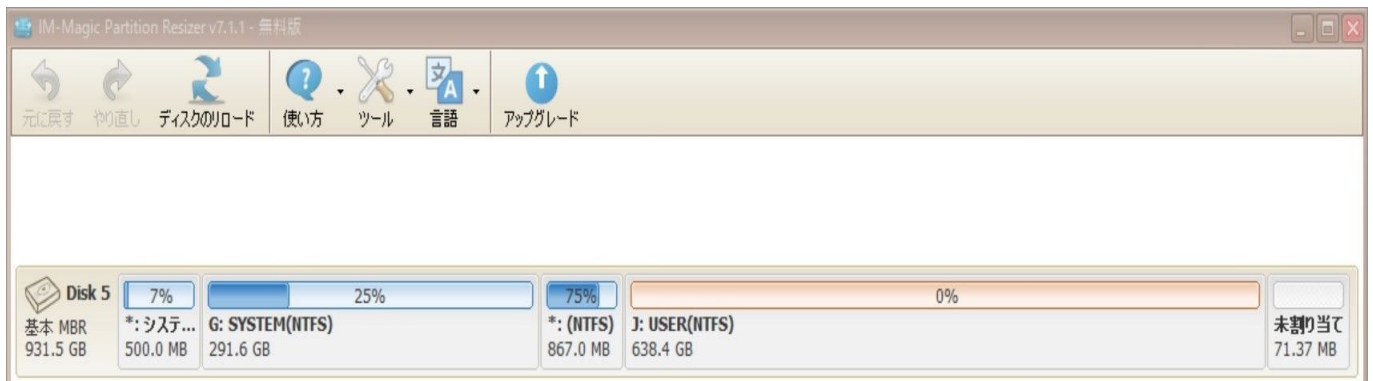 IM-Magic Partition Resizer v7.1.1 - 無料版
元に戻す やり直し ディスクのリロード 使い方 ツール 言語 アップグレード
Disk 5 7% 25% 75% 0%
基本 MBR *: システ... G: SYSTEM(NTFS) *: (NTFS) J: USER(NTFS) 未割り当て
931.5 GB 500.0 MB 291.6 GB 867.0 MB 638.4 GB 71.37 MB